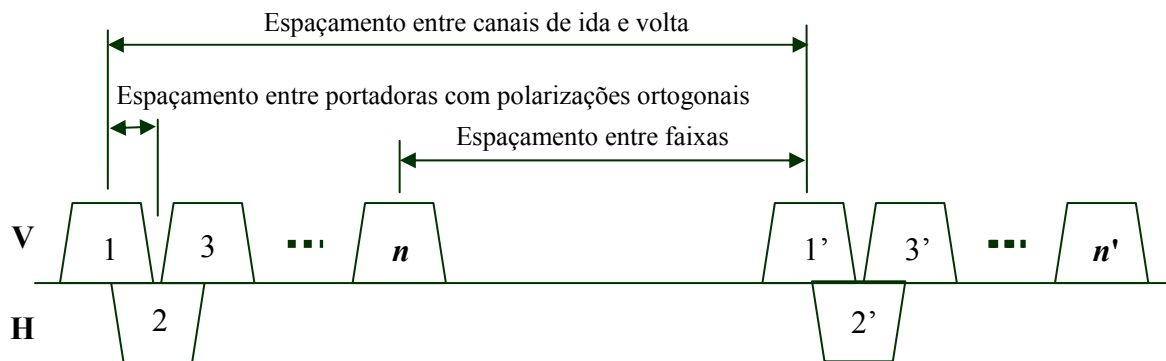 Espaçamento entre canais de ida e volta
Espaçamento entre portadoras com polarizações ortogonais
Espaçamento entre faixas
V 1 3 n 1’ 3’ n'
H 2 2’